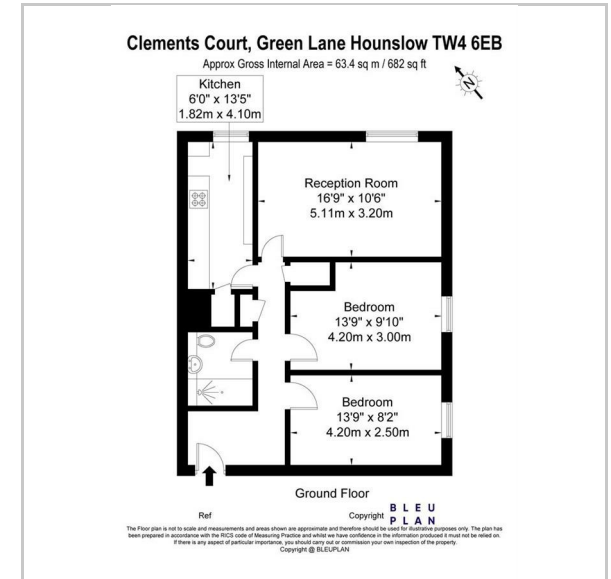 Clements Court, Green Lane Hounslow TW4 6EB
Approx Gross Internal Area = 63.4 sq m / 682 sq ft
N
Kitchen
6'0" x 13'5"
1.82m x 4.10m
Reception Room
16'9" x 10'6"
5.11m x 3.20m
Bedroom
13'9" x 9'10"
4.20m x 3.00m
Bedroom
13'9" x 8'2"
4.20m x 2.50m
Ground Floor
Ref
Copyright BLEU
PLAN
The Floor plan is not to scale and measurements and areas shown are approximate and therefore should be used for illustrative purposes only. The plan has
been prepared in accordance with the RICS code of Measuring Practice and whilst we have confidence in the information produced it must not be relied on.
If there is any aspect of particular importance, you should carry out or commission your own inspection of the property.
Copyright @ BLEUPLAN